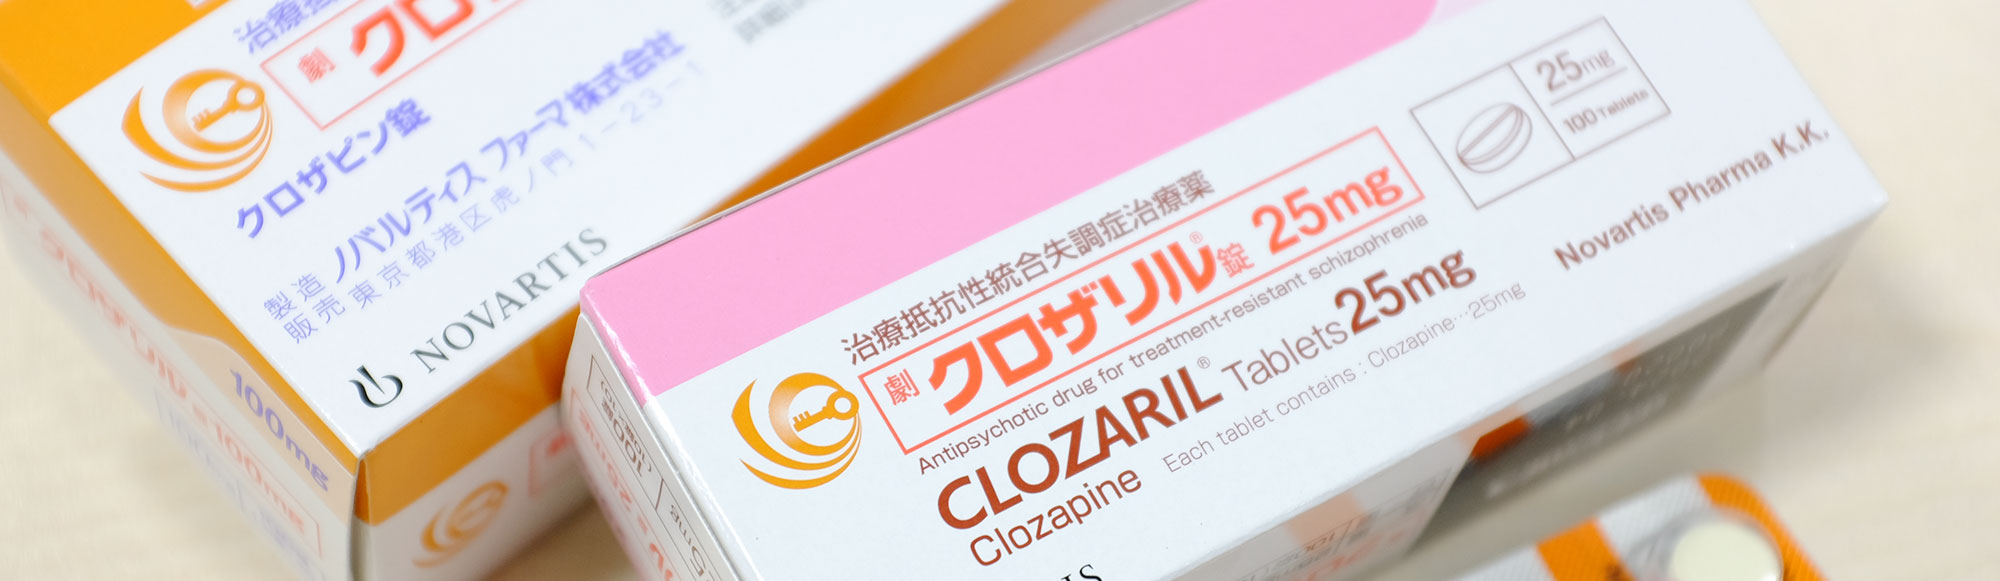 劇
クロ
クロザピン錠
製造
販売
ノバルティス ファーマ株式会社
東京都港区虎ノ門1-23-1
NOVARTIS
100mg
治療抵抗性統合失調症治療薬
劇 クロザリル®錠 25mg
Antipsychotic drug for treatment-resistant schizophrenia
CLOZARIL® Tablets 25mg
Clozapine
Each tablet contains : Clozapine…25mg
25mg
100 Tablets
Novartis Pharma K.K.